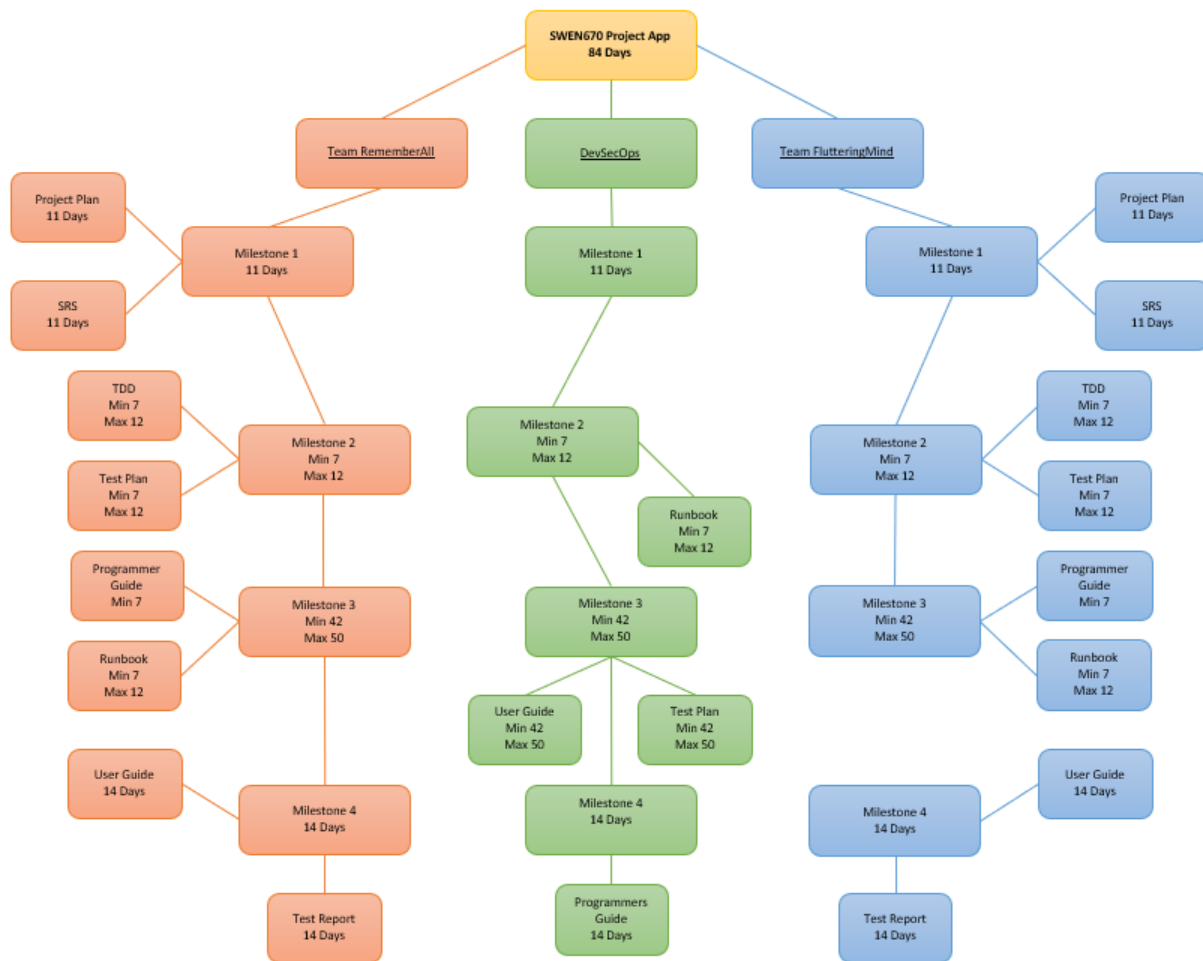 SWEN670 Project App
84 Days
Team RememberAll
DevSecOps
Team FlutteringMind
Project Plan
11 Days
Milestone 1
11 Days
SRS
11 Days
Milestone 1
11 Days
Milestone 1
11 Days
Project Plan
11 Days
SRS
11 Days
TDD
Min 7
Max 12
Test Plan
Min 7
Max 12
Milestone 2
Min 7
Max 12
Milestone 2
Min 7
Max 12
Runbook
Min 7
Max 12
Milestone 2
Min 7
Max 12
TDD
Min 7
Max 12
Test Plan
Min 7
Max 12
Programmer
Guide
Min 7
Runbook
Min 7
Max 12
Milestone 3
Min 42
Max 50
Milestone 3
Min 42
Max 50
User Guide
Min 42
Max 50
Test Plan
Min 42
Max 50
Milestone 3
Min 42
Max 50
Programmer
Guide
Min 7
Runbook
Min 7
Max 12
User Guide
14 Days
Milestone 4
14 Days
Milestone 4
14 Days
Milestone 4
14 Days
User Guide
14 Days
Test Report
14 Days
Programmers
Guide
14 Days
Test Report
14 Days